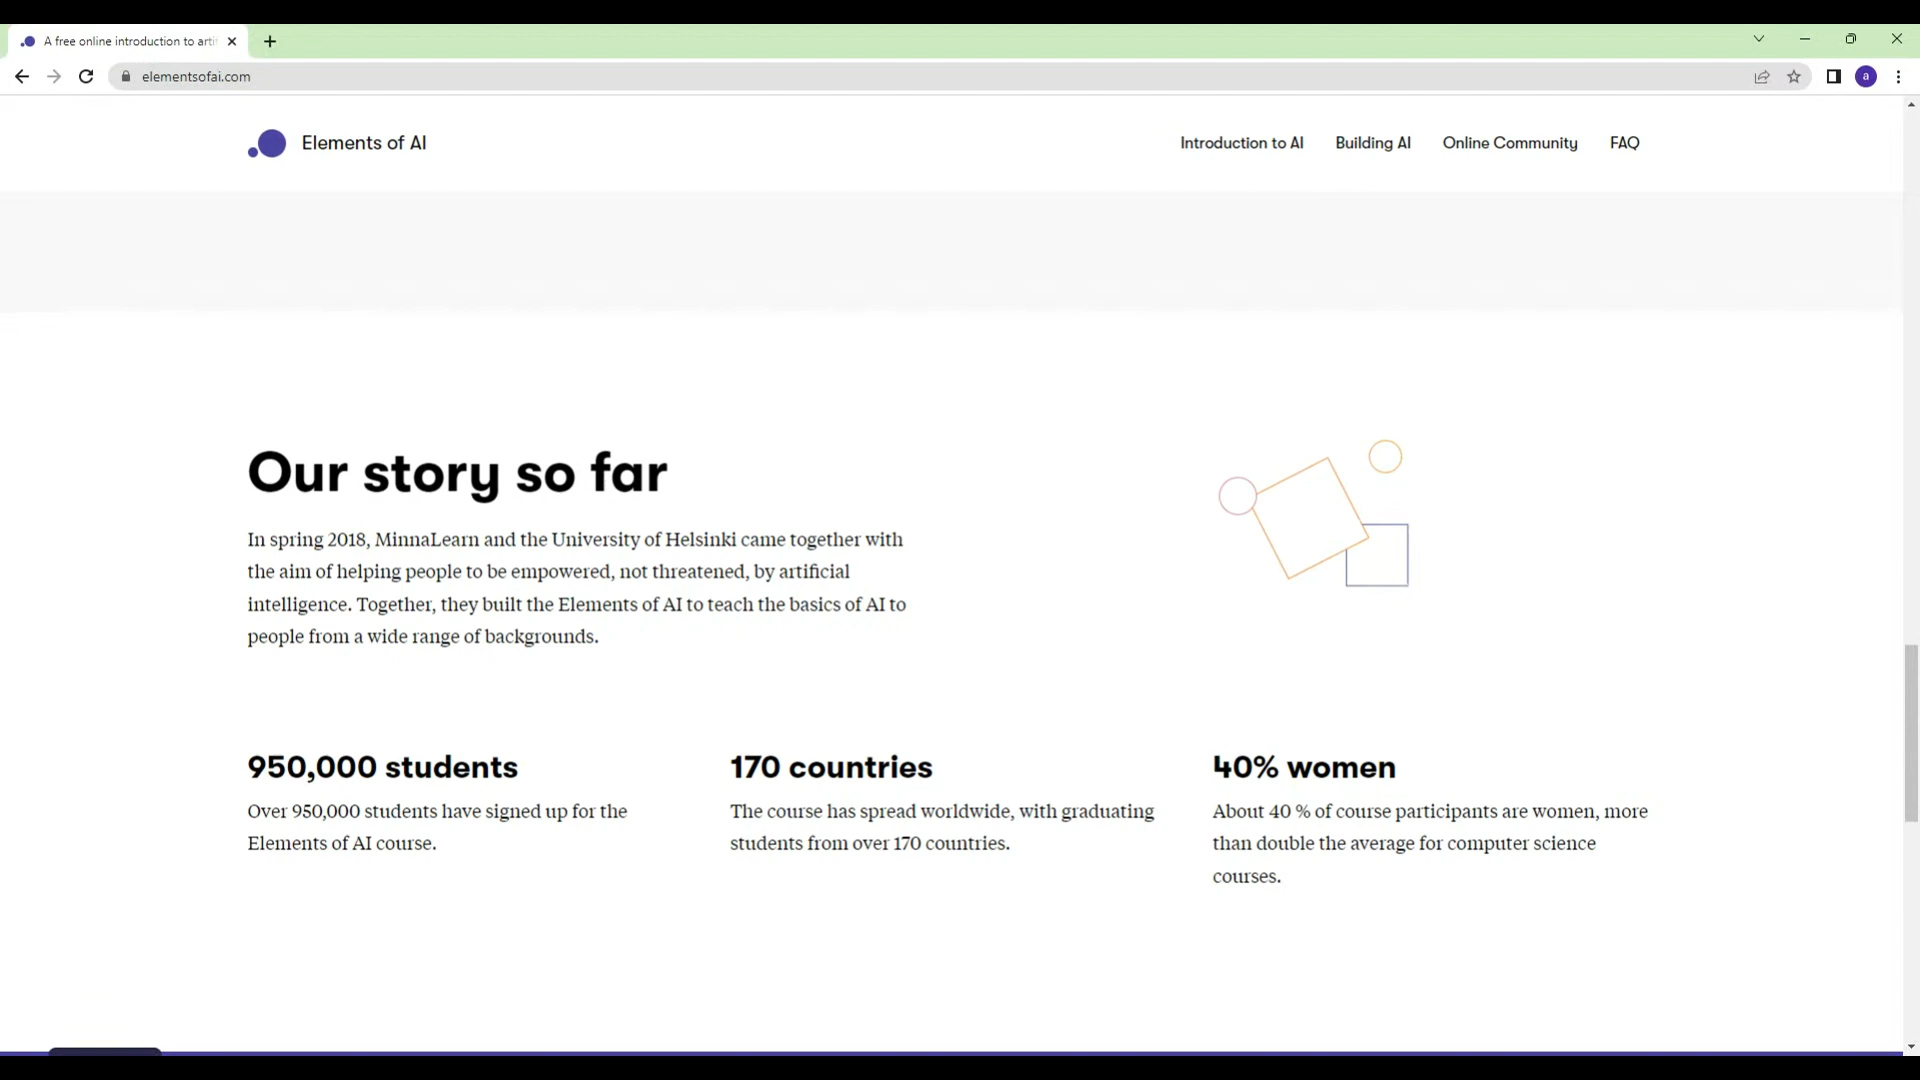 A free online introduction to arti
elementsofai.com
a
Elements of AI
Introduction to AI
Building AI
Online Community
FAQ
Our story so far
In spring 2018, MinnaLearn and the University of Helsinki came together with
the aim of helping people to be empowered, not threatened, by artificial
intelligence. Together, they built the Elements of AI to teach the basics of AI to
people from a wide range of backgrounds.
950,000 students
Over 950,000 students have signed up for the
Elements of AI course.
170 countries
The course has spread worldwide, with graduating
students from over 170 countries.
40% women
About 40 % of course participants are women, more
than double the average for computer science
courses.